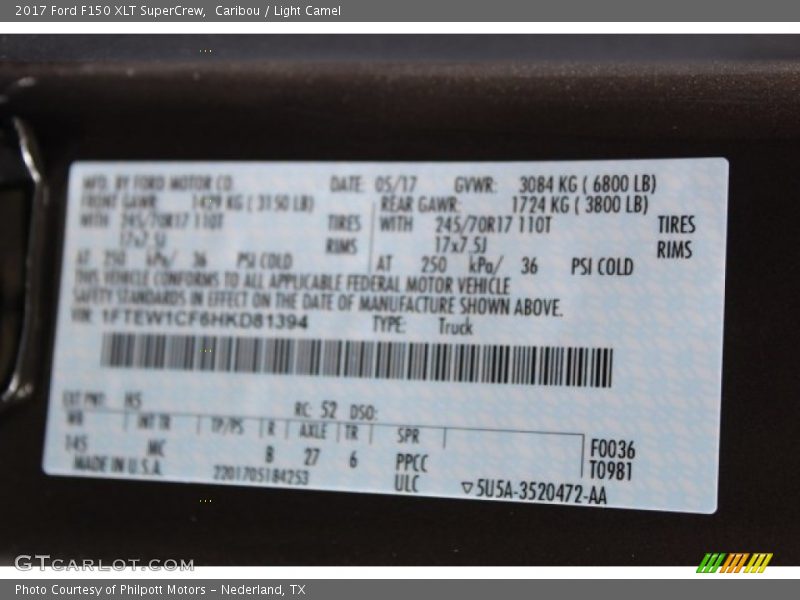 2017 Ford F150 XLT SuperCrew, Caribou / Light Camel
MFD. BY FORD MOTOR CO. DATE: 05/17 GVWR: 3084 KG ( 6800 LB)
FRONT GAWR: KG ( 3150 LB) REAR GAWR: 1724 KG ( 3800 LB)
WITH 245/70R17 110T TIRES WITH 245/70R17 110T TIRES
17x7.5J RIMS 17x7.5J RIMS
AT 250 kPa/ 36 PSI COLD AT 250 kPa/ 36 PSI COLD
THIS VEHICLE CONFORMS TO ALL APPLICABLE FEDERAL MOTOR VEHICLE
SAFETY STANDARDS IN EFFECT ON THE DATE OF MANUFACTURE SHOWN ABOVE.
VIN: 1FTEW1CF6HKD81394 TYPE: Truck
EXT PNT: H5 RC: 52 DSO:
WB INT TR TP/PS R AXLE TR SPR
145 MC B 27 6 PPCC
F0036
T0981
MADE IN U.S.A. 2201705184253 ULC ▽5U5A-3520472-AA
GTCARLOT.COM
Photo Courtesy of Philpott Motors - Nederland, TX